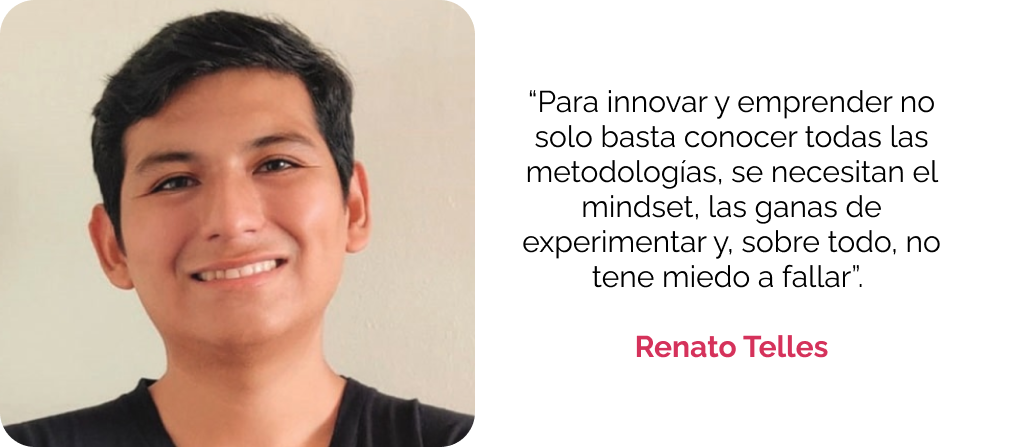 “Para innovar y emprender no
solo basta conocer todas las
metodologías, se necesitan el
mindset, las ganas de
experimentar y, sobre todo, no
tene miedo a fallar”.
Renato Telles